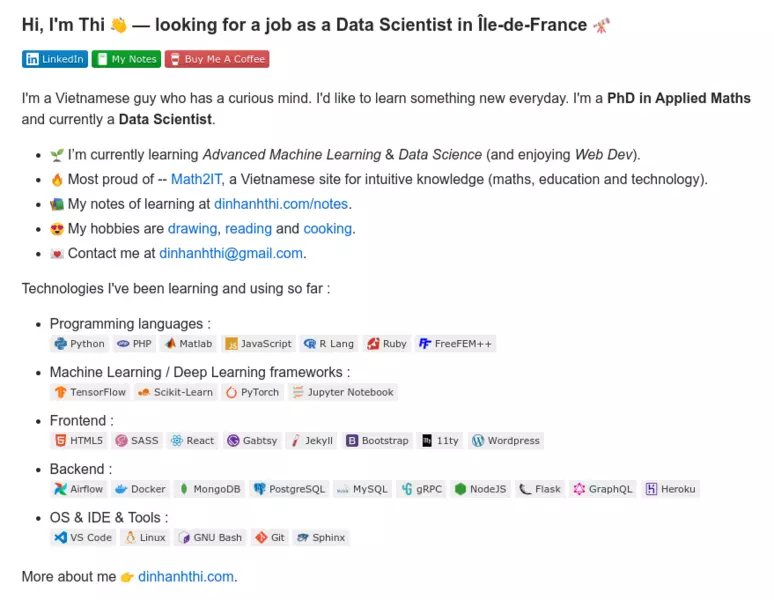 Hi, I'm Thi 👋 — looking for a job as a Data Scientist in Île-de-France 🔭
LinkedIn My Notes Buy Me A Coffee
I'm a Vietnamese guy who has a curious mind. I'd like to learn something new everyday. I'm a PhD in Applied Maths
and currently a Data Scientist.
• 🌱 I’m currently learning Advanced Machine Learning & Data Science (and enjoying Web Dev).
• 🔥 Most proud of -- Math2IT, a Vietnamese site for intuitive knowledge (maths, education and technology).
• 📚 My notes of learning at dinhanhthi.com/notes.
• 😍 My hobbies are drawing, reading and cooking.
• 💌 Contact me at dinhanhthi@gmail.com.
Technologies I've been learning and using so far :
• Programming languages :
Python PHP Matlab JavaScript R Lang Ruby FreeFEM++
• Machine Learning / Deep Learning frameworks :
TensorFlow Scikit-Learn PyTorch Jupyter Notebook
• Frontend :
HTML5 SASS React Gabtsy Jekyll Bootstrap 11ty Wordpress
• Backend :
Airflow Docker MongoDB PostgreSQL MySQL gRPC NodeJS Flask GraphQL Heroku
• OS & IDE & Tools :
VS Code Linux GNU Bash Git Sphinx
More about me 👉 dinhanhthi.com.